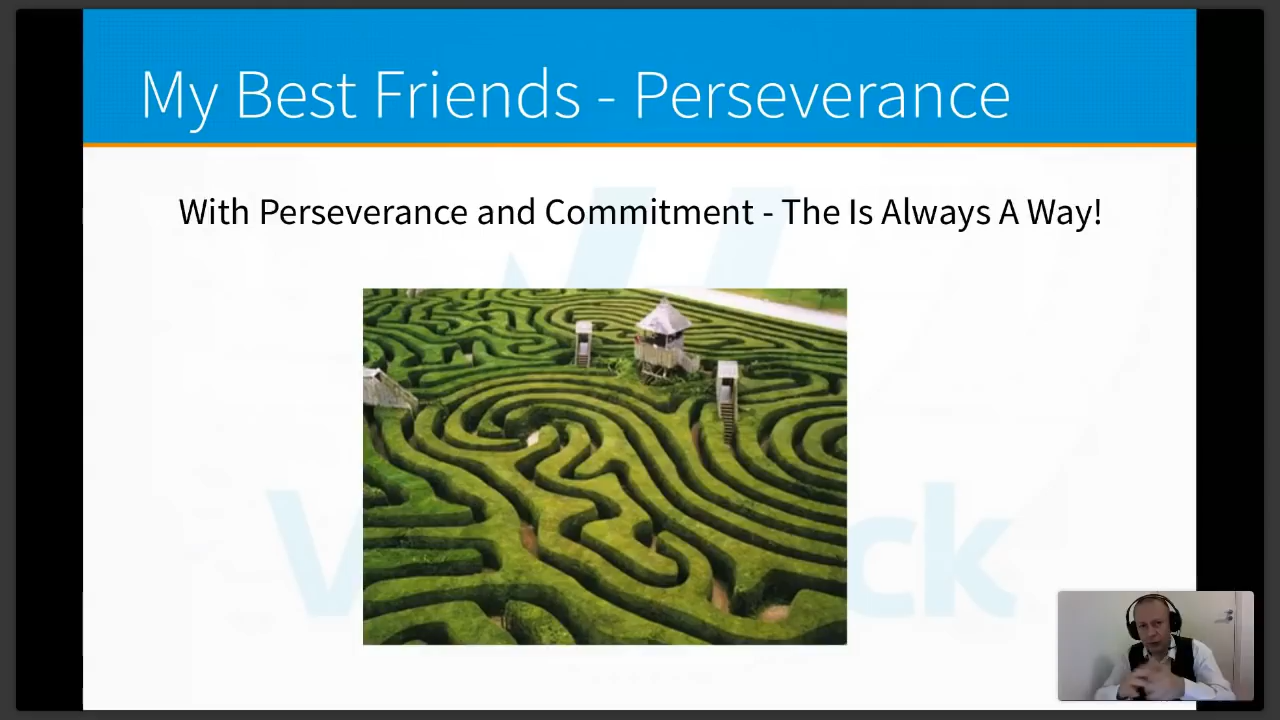 My Best Friends - Perseverance
With Perseverance and Commitment - The Is Always A Way!